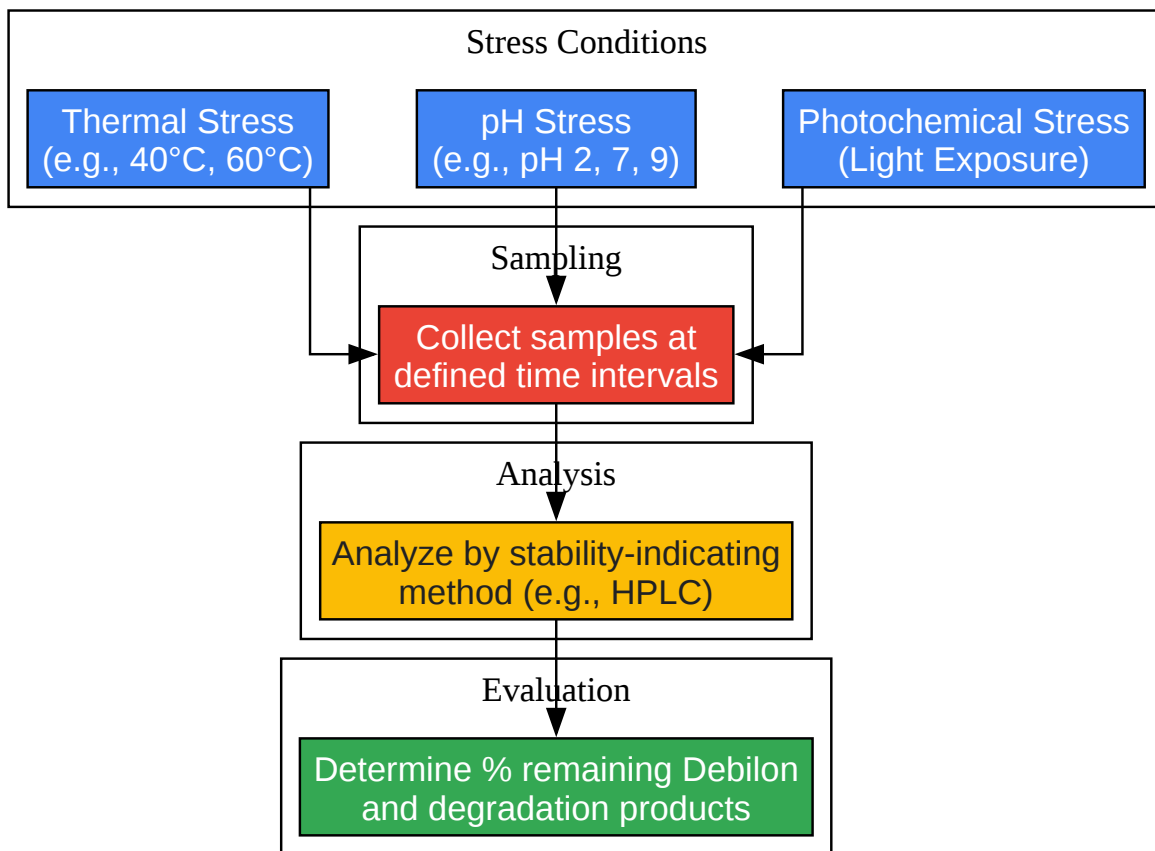 Stress Conditions
Thermal Stress
(e.g., 40°C, 60°C)
pH Stress
(e.g., pH 2, 7, 9)
Photochemical Stress
(Light Exposure)
Sampling
Collect samples at
defined time intervals
Analysis
Analyze by stability-indicating
method (e.g., HPLC)
Evaluation
Determine % remaining Debilon
and degradation products